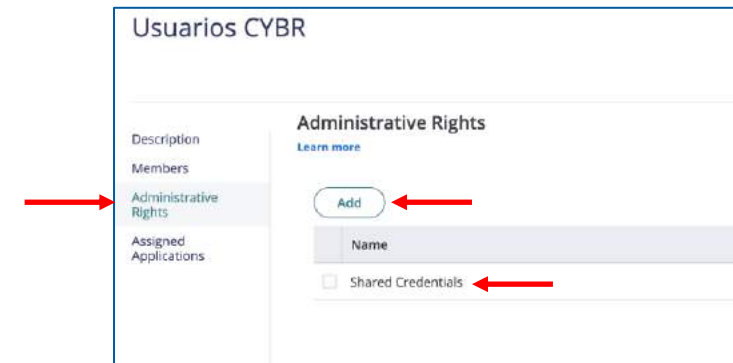 Usuarios CYBR
Description
Members
Administrative
Rights
Assigned
Applications
Administrative Rights
Learn more
Add
Name
Shared Credentials